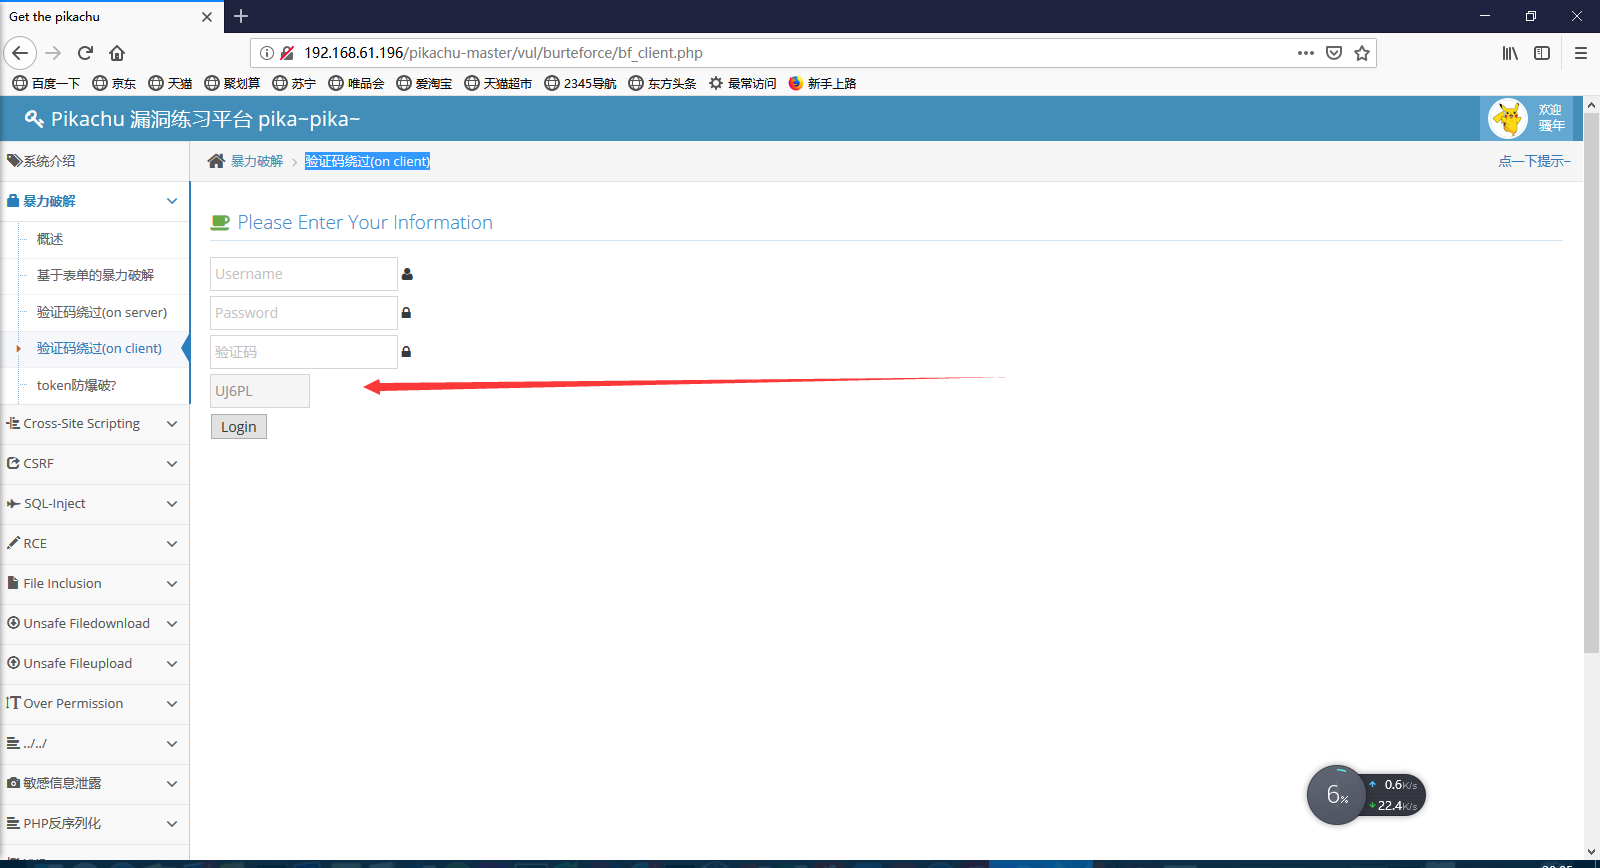 Get the pikachu
192.168.61.196/pikachu-master/vul/burteforce/bf_client.php
百度一下 京东 天猫 聚划算 苏宁 唯品会 爱淘宝 天猫超市 2345导航 东方头条 最常访问 新手上路
Pikachu 漏洞练习平台 pika~pika~
欢迎
骚年
系统介绍
暴力破解 验证码绕过(on client)
点一下提示~
暴力破解
概述
基于表单的暴力破解
验证码绕过(on server)
验证码绕过(on client)
token防爆破?
Cross-Site Scripting
CSRF
SQL-Inject
RCE
File Inclusion
Unsafe Filedownload
Unsafe Fileupload
Over Permission
../../
敏感信息泄露
PHP反序列化
Please Enter Your Information
Username
Password
验证码
UJ6PL
Login
6%
0.6K/s
22.4K/s